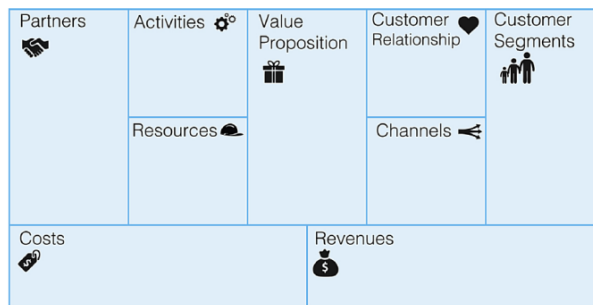 Partners
Activities
Value
Proposition
Customer
Relationship
Customer
Segments
Resources
Channels
Costs
$
Revenues
$